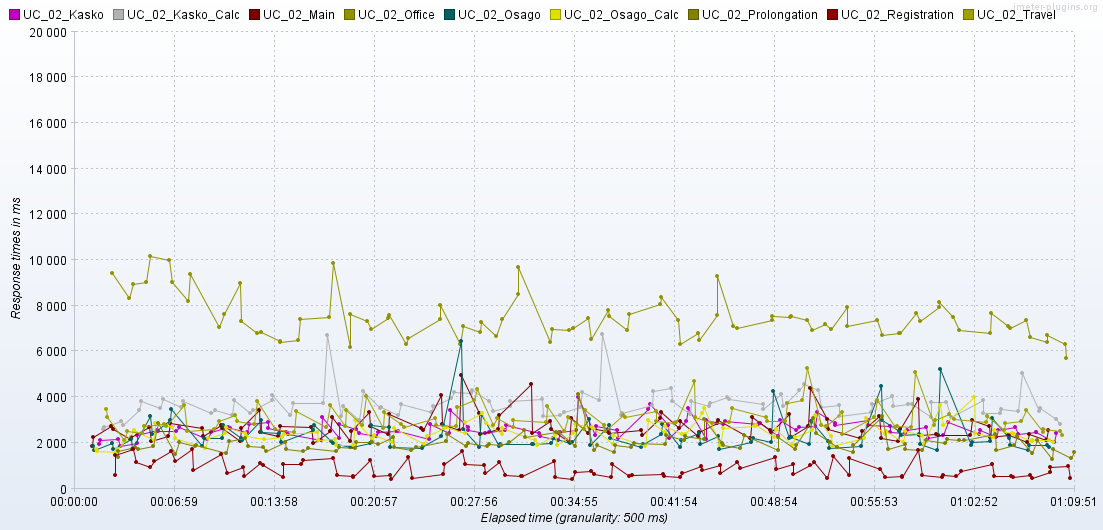 UC_02_Kasko UC_02_Kasko_Calc UC_02_Main UC_02_Office UC_02_Osago UC_02_Osago_Calc UC_02_Prolongation UC_02_Registration UC_02_Travel
jmeter-plugins.org
20 000
18 000
16 000
14 000
12 000
10 000
8 000
6 000
4 000
2 000
0
Response times in ms
00:00:00 00:06:59 00:13:58 00:20:57 00:27:56 00:34:55 00:41:54 00:48:54 00:55:53 01:02:52 01:09:51
Elapsed time (granularity: 500 ms)